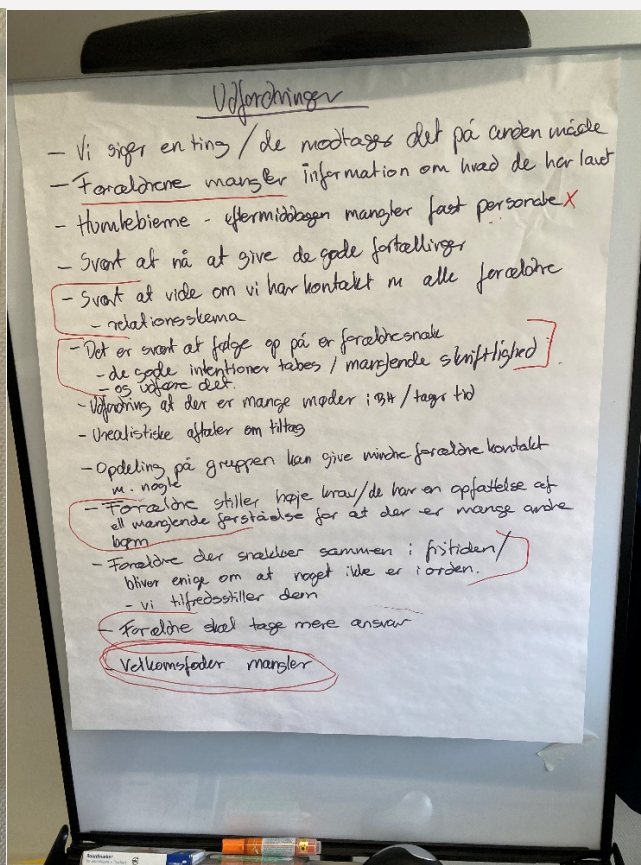 Udfordringer
- Vi siger en ting / de modtages det på anden måde
- Forældrene mangler information om hvad de har lavet
- Humlebierne - eftermiddagen mangler fast personale X
- Svært at nå at give de gode fortællinger
- Svært at vide om vi har kontakt m alle forældre
- relationsskema
- Det er svært at følge op på er forældresnak
- de gode intentioner tabes / manglende skriftlighed
- og udføre det.
- Udfordring at der er mange møder i BH / tager tid
- Urealistiske aftaler om tiltag
- Opdeling på gruppen kan give mindre forældrekontakt
m. nogle
- Forældre stiller høje krav / de har en opfattelse af
ell manglende forståelse for at der er mange andre
børn
- Forældre der snakker sammen i fritiden /
bliver enige om at noget ikke er i orden.
- vi tilfredsstiller dem
- Forældre skal tage mere ansvar
Velkomsfoder mangler